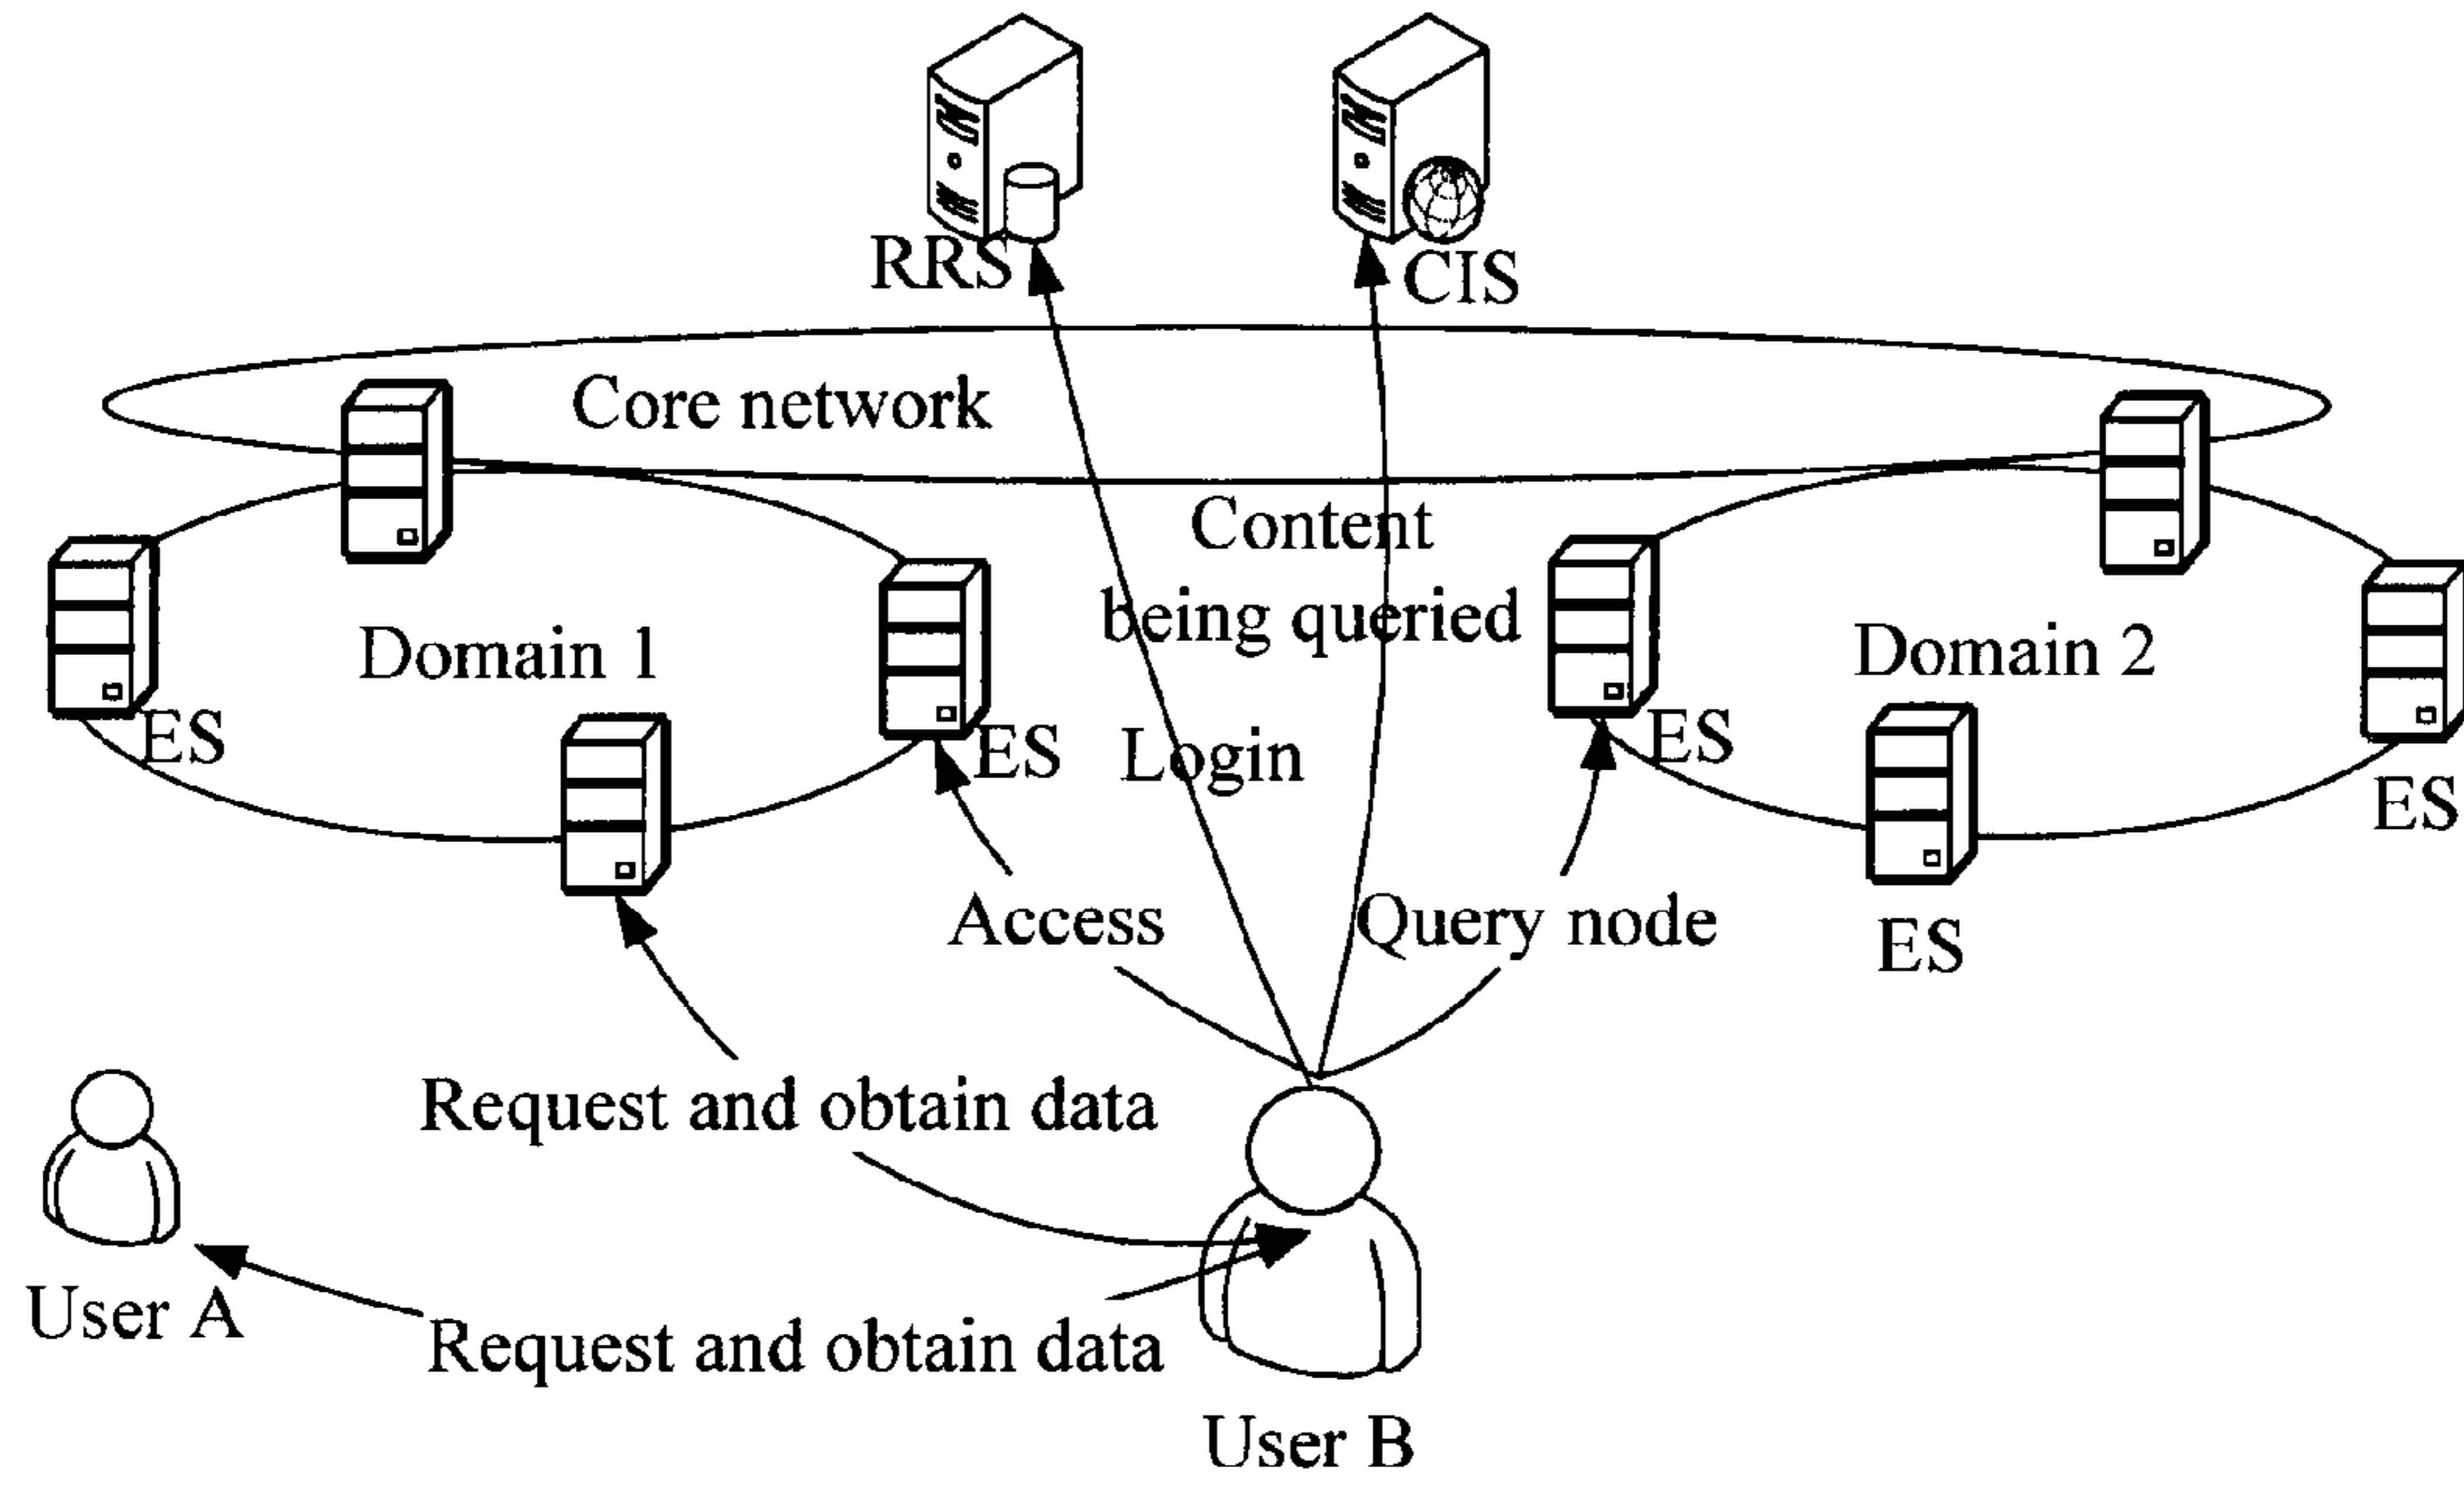 RRS
CIS
Core network
Content
being queried
Domain 1
Domain 2
ES
ES
ES
Login
ES
Access
Query node
ES
Request and obtain data
User A
Request and obtain data
User B